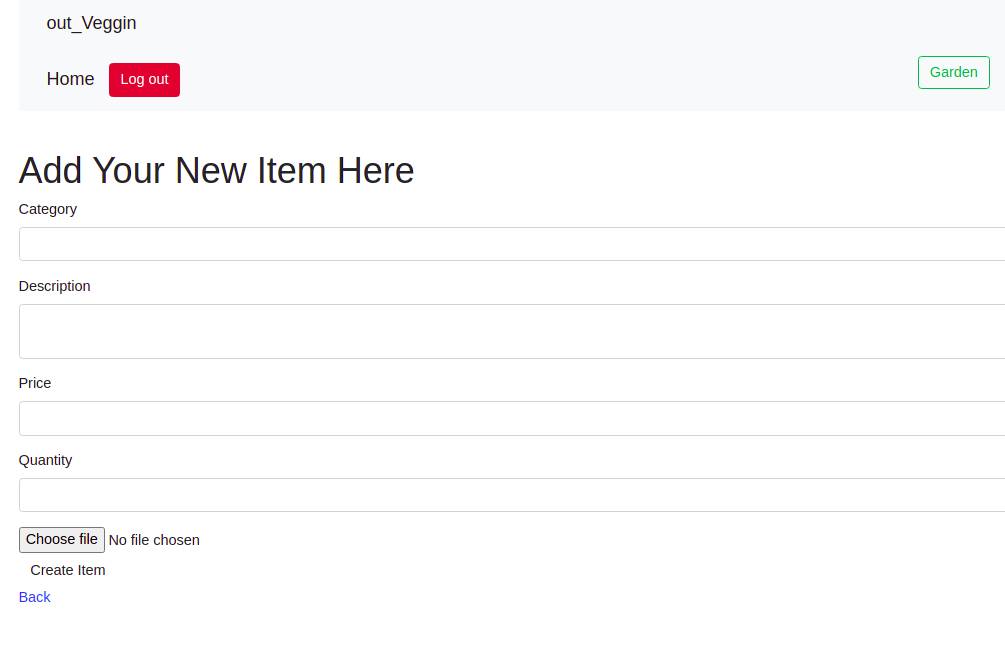 out_Veggin
Home Log out Garden
Add Your New Item Here
Category
Description
Price
Quantity
Choose file No file chosen
Create Item
Back